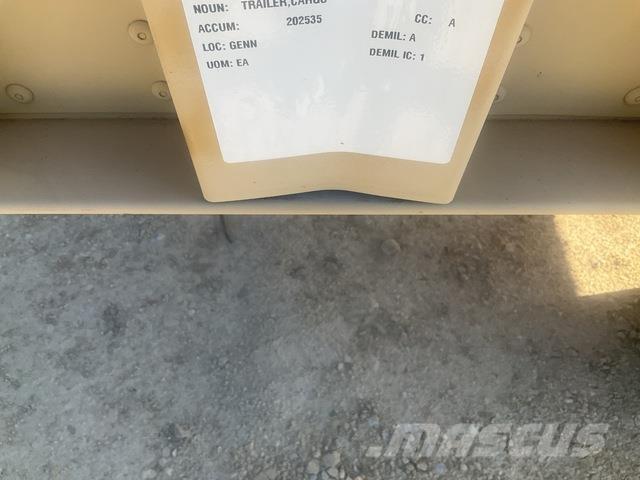 NOUN: TRAILER,CARGO
ACCUM: 202535 CC: A
LOC: GENN DEMIL: A
UOM: EA DEMIL IC: 1
MASCUS